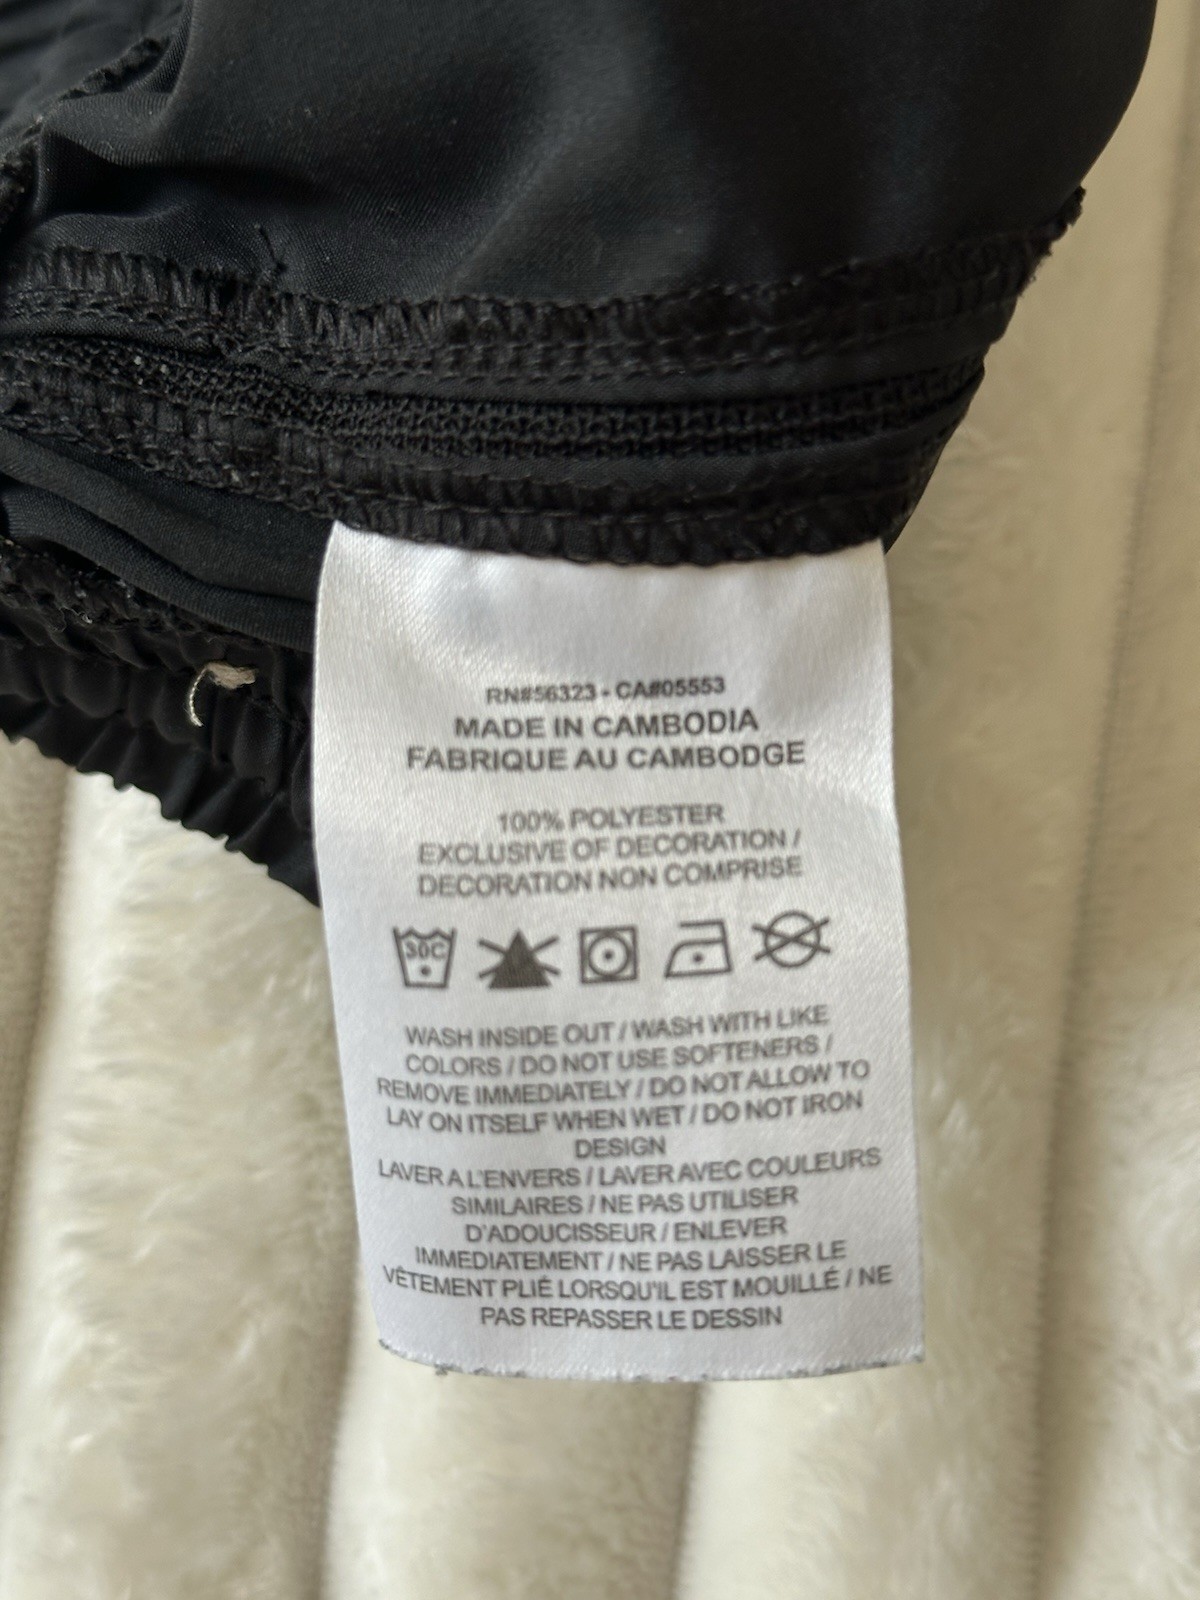 RN#56323 - CA#05553
MADE IN CAMBODIA
FABRIQUE AU CAMBODGE
100% POLYESTER
EXCLUSIVE OF DECORATION /
DECORATION NON COMPRISE
30C
WASH INSIDE OUT / WASH WITH LIKE
COLORS / DO NOT USE SOFTENERS /
REMOVE IMMEDIATELY / DO NOT ALLOW TO
LAY ON ITSELF WHEN WET / DO NOT IRON
DESIGN
LAVER A L'ENVERS / LAVER AVEC COULEURS
SIMILAIRES / NE PAS UTILISER
D'ADOUCISSEUR / ENLEVER
IMMEDIATEMENT / NE PAS LAISSER LE
VÊTEMENT PLIÉ LORSQU'IL EST MOUILLÉ / NE
PAS REPASSER LE DESSIN